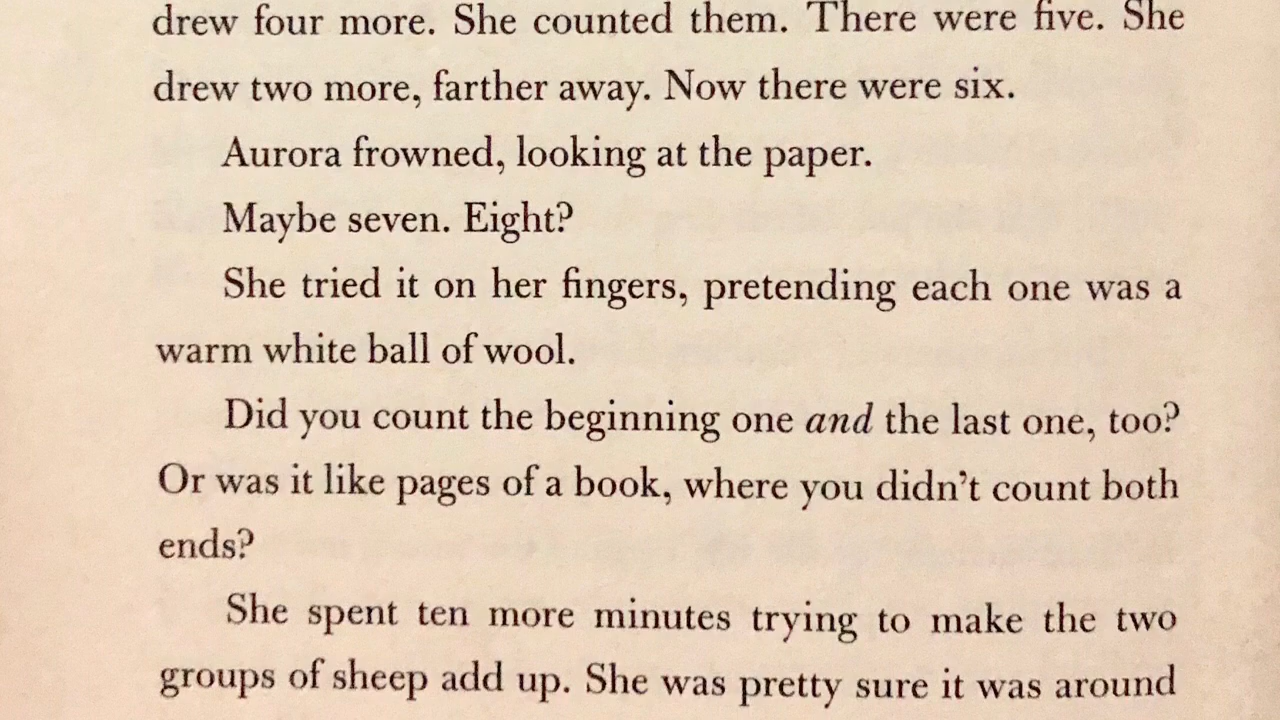 drew four more. She counted them. There were five. She
drew two more, farther away. Now there were six.
Aurora frowned, looking at the paper.
Maybe seven. Eight?
She tried it on her fingers, pretending each one was a
warm white ball of wool.
Did you count the beginning one and the last one, too?
Or was it like pages of a book, where you didn’t count both
ends?
She spent ten more minutes trying to make the two
groups of sheep add up. She was pretty sure it was around